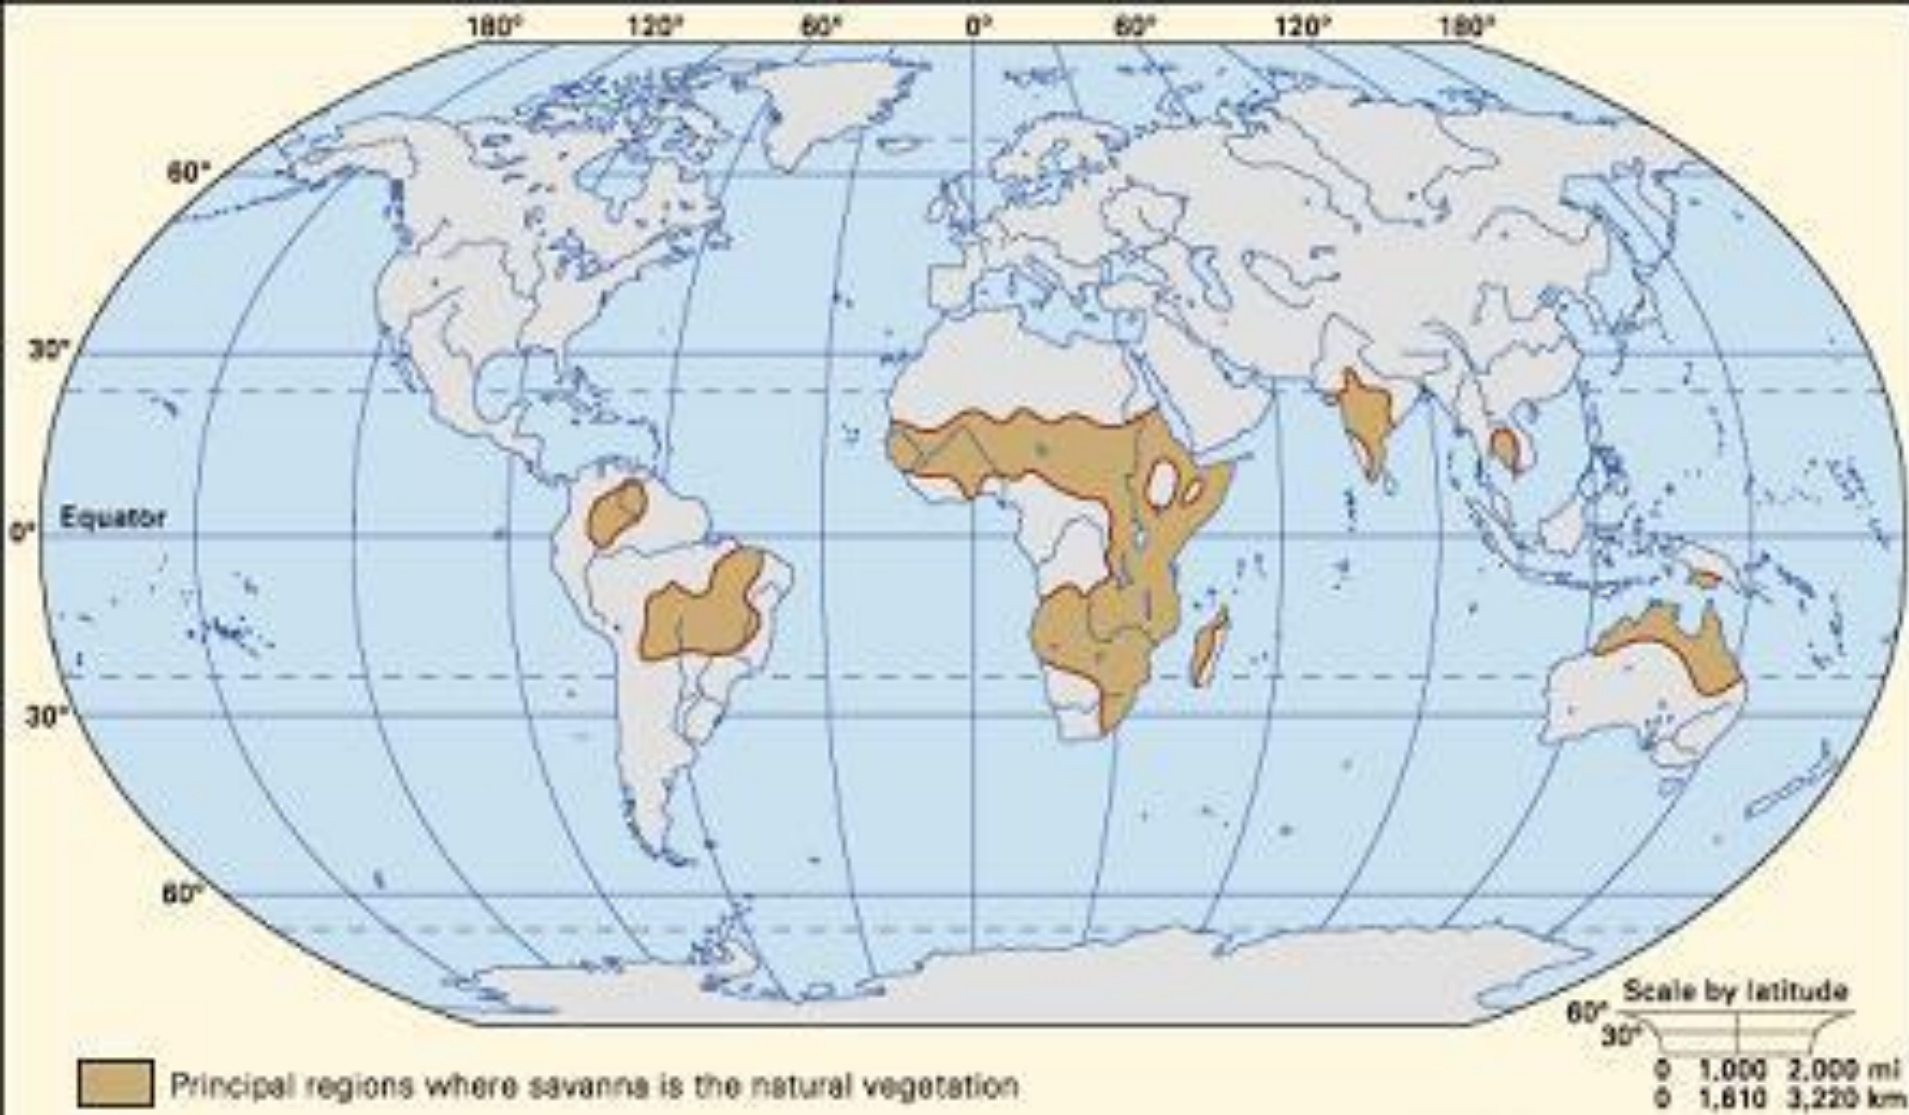 180° 120° 60° 0° 60° 120° 180°
60°
30°
Equator
0°
30°
60°
Scale by latitude
60°
30°
0 1,000 2,000 mi
0 1,610 3,220 km
Principal regions where savanna is the natural vegetation